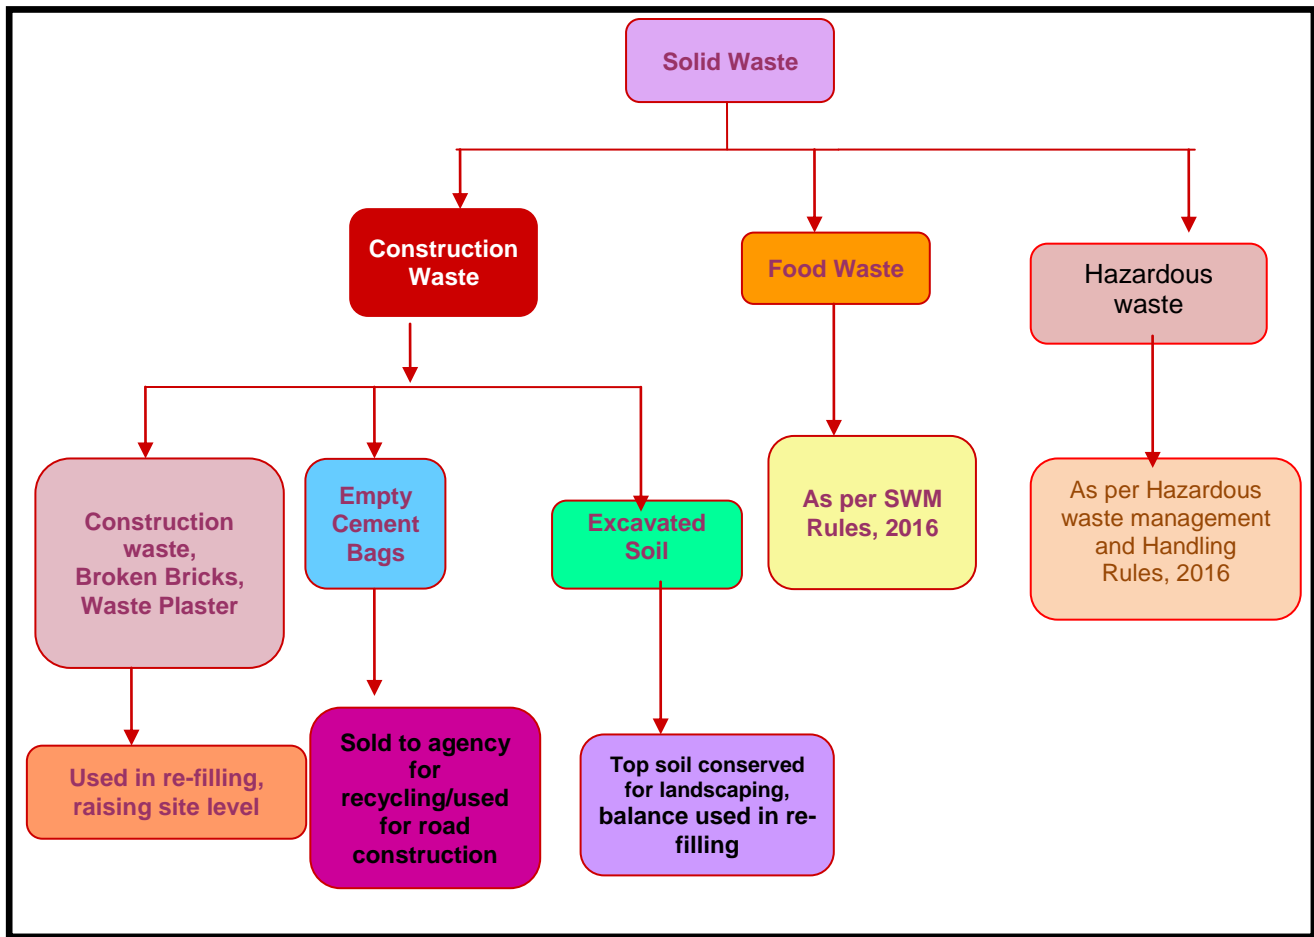 Solid Waste
Construction
Waste
Food Waste
Hazardous
waste
Construction
waste,
Broken Bricks,
Waste Plaster
Empty
Cement
Bags
Excavated
Soil
As per SWM
Rules, 2016
As per Hazardous
waste management
and Handling
Rules, 2016
Used in re-filling,
raising site level
Sold to agency
for
recycling/used
for road
construction
Top soil conserved
for landscaping,
balance used in re-
filling